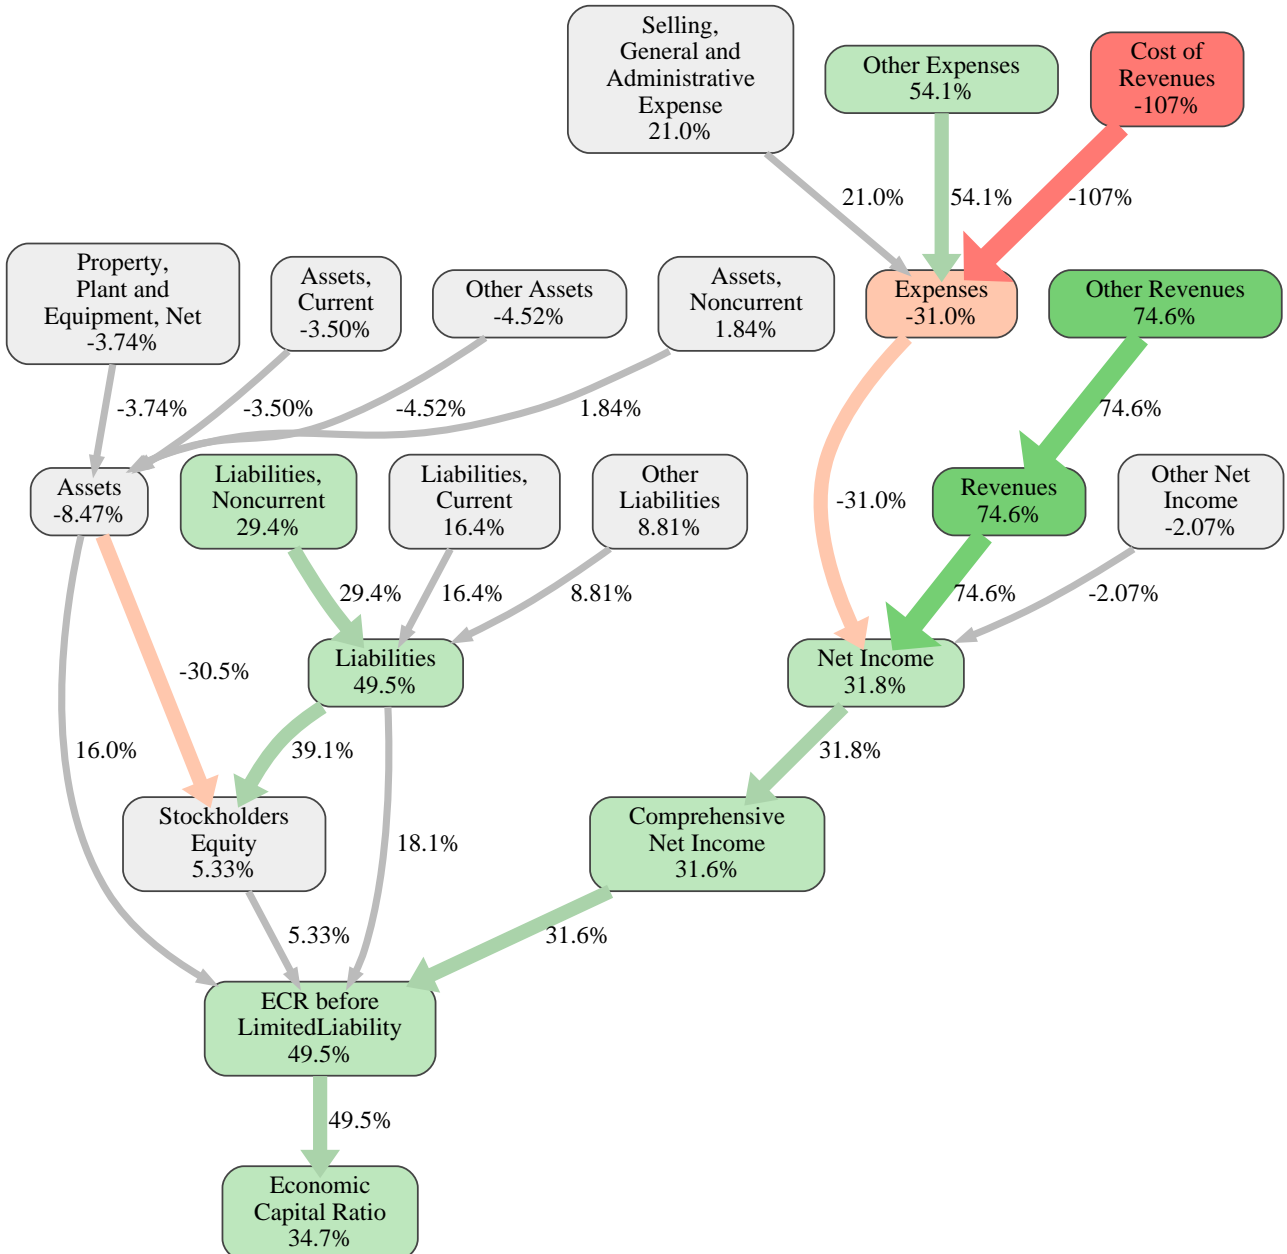 Selling,
General and
Administrative
Expense
21.0%
Other Expenses
54.1%
Cost of
Revenues
-107%
21.0%
54.1%
-107%
Property,
Plant and
Equipment, Net
-3.74%
Assets,
Current
-3.50%
Other Assets
-4.52%
Assets,
Noncurrent
1.84%
Expenses
-31.0%
Other Revenues
74.6%
-3.74%
-3.50%
-4.52%
1.84%
74.6%
Assets
-8.47%
Liabilities,
Noncurrent
29.4%
Liabilities,
Current
16.4%
Other
Liabilities
8.81%
-31.0%
Revenues
74.6%
Other Net
Income
-2.07%
29.4%
16.4%
8.81%
74.6%
-2.07%
-30.5%
Liabilities
49.5%
Net Income
31.8%
16.0%
39.1%
31.8%
Stockholders
Equity
5.33%
18.1%
Comprehensive
Net Income
31.6%
5.33%
31.6%
ECR before
LimitedLiability
49.5%
49.5%
Economic
Capital Ratio
34.7%